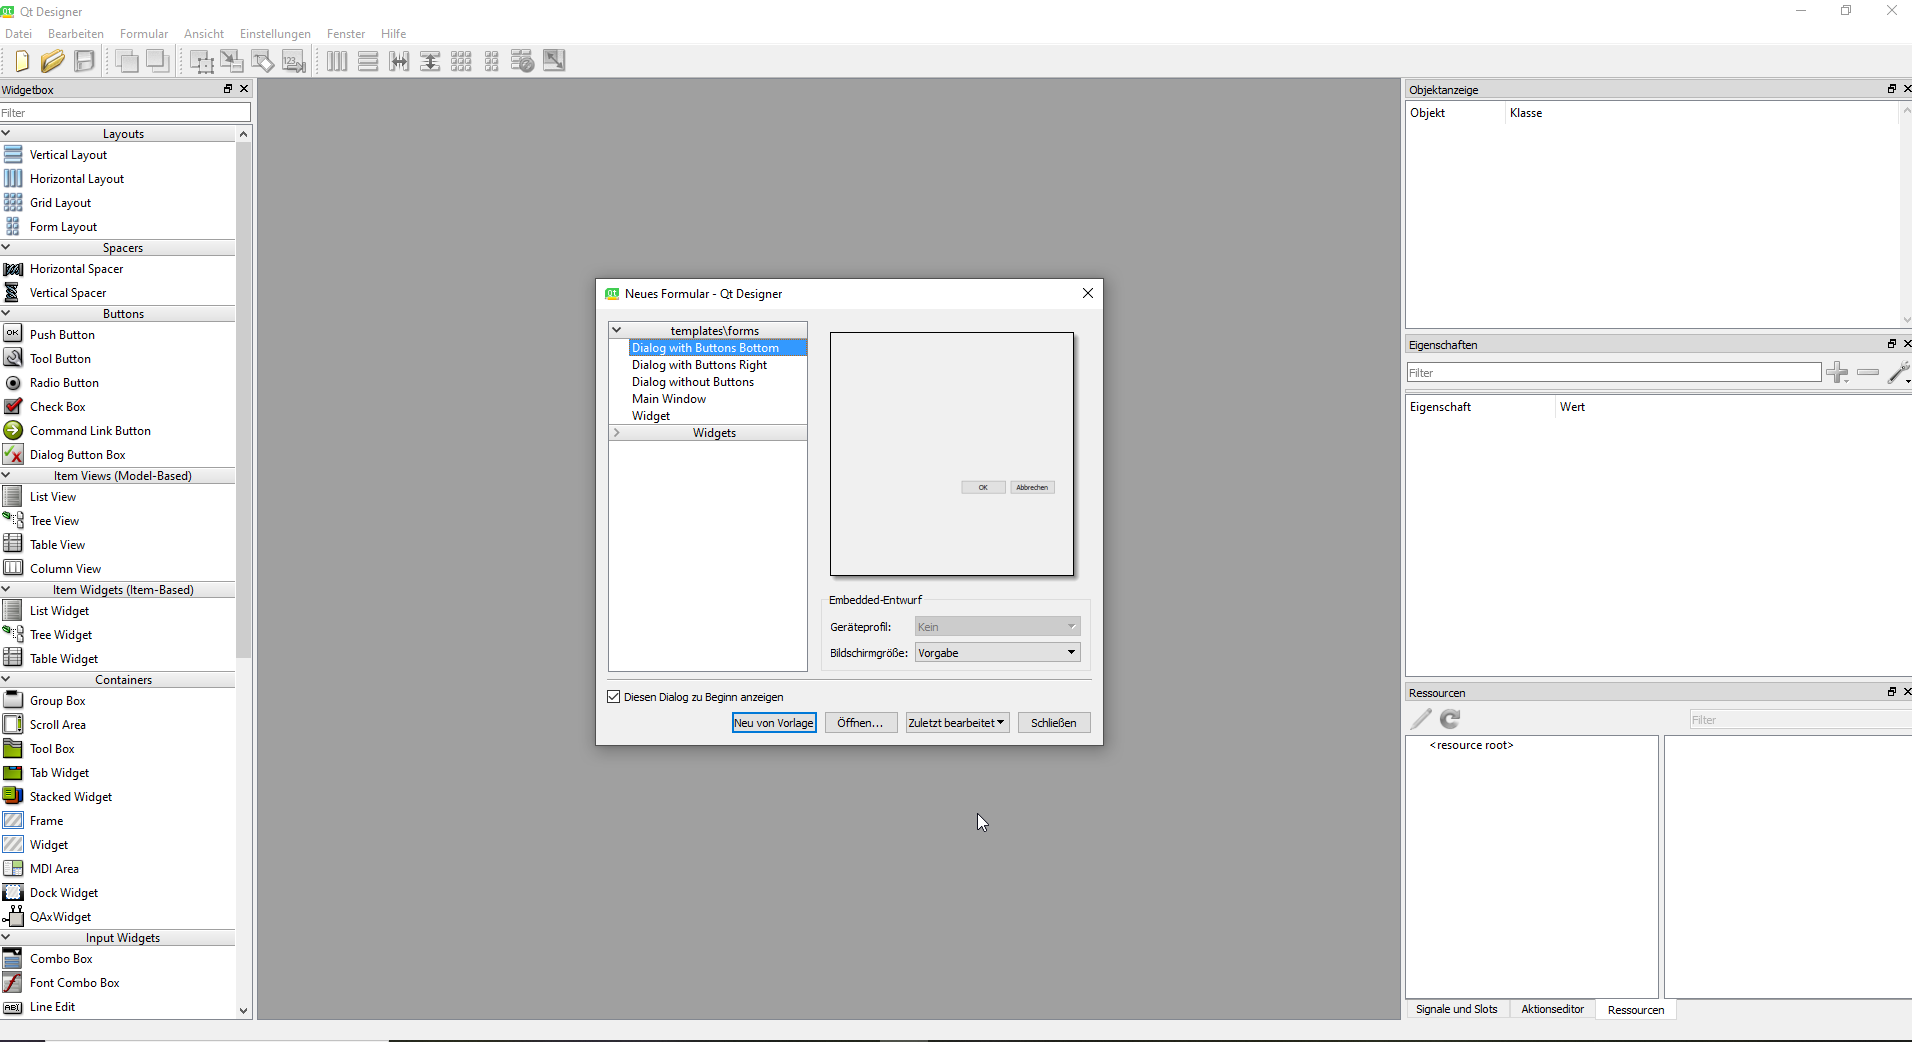 Qt Designer
Datei Bearbeiten Formular Ansicht Einstellungen Fenster Hilfe
Widgetbox
Filter
Layouts
Vertical Layout
Horizontal Layout
Grid Layout
Form Layout
Spacers
Horizontal Spacer
Vertical Spacer
Buttons
Push Button
Tool Button
Radio Button
Check Box
Command Link Button
Dialog Button Box
Item Views (Model-Based)
List View
Tree View
Table View
Column View
Item Widgets (Item-Based)
List Widget
Tree Widget
Table Widget
Containers
Group Box
Scroll Area
Tool Box
Tab Widget
Stacked Widget
Frame
Widget
MDI Area
Dock Widget
QAxWidget
Input Widgets
Combo Box
Font Combo Box
Line Edit
Neues Formular - Qt Designer
templates\forms
Dialog with Buttons Bottom
Dialog with Buttons Right
Dialog without Buttons
Main Window
Widget
Widgets
OK Abbrechen
Embedded-Entwurf
Geräteprofil: Kein
Bildschirmgröße: Vorgabe
Diesen Dialog zu Beginn anzeigen
Neu von Vorlage Öffnen... Zuletzt bearbeitet Schließen
Objektanzeige
Objekt Klasse
Eigenschaften
Filter
Eigenschaft Wert
Ressourcen
Filter
<resource root>
Signale und Slots Aktionseditor Ressourcen